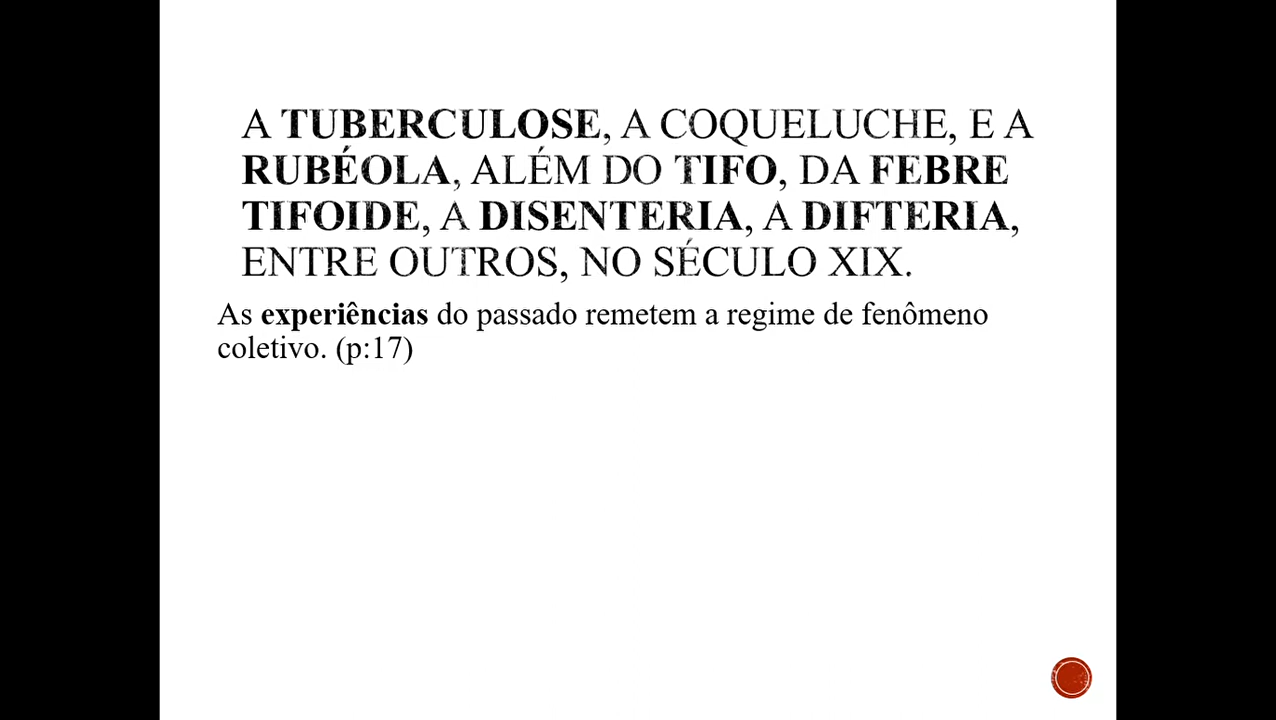 A TUBERCULOSE, A COQUELUCHE, E A
RUBÉOLA, ALÉM DO TIFO, DA FEBRE
TIFOIDE, A DISENTERIA, A DIFTERIA,
ENTRE OUTROS, NO SÉCULO XIX.
As experiências do passado remetem a regime de fenômeno
coletivo. (p:17)